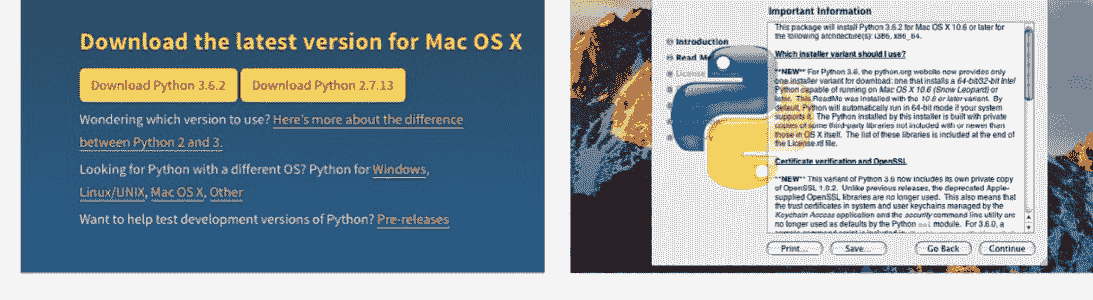 Download the latest version for Mac OS X
Download Python 3.6.2
Download Python 2.7.13
Wondering which version to use? Here's more about the difference
between Python 2 and 3.
Looking for Python with a different OS? Python for Windows,
Linux/UNIX, Mac OS X, Other
Want to help test development versions of Python? Pre-releases
Important Information
Introduction
Read Me
License
This package will install Python 3.6.2 for Mac OS X 10.6 or later for
the following architecture(s): i386, x86_64.
Which installer variant should I use?
**NEW** For Python 3.6, the python.org website now provides only
one installer variant for download: one that installs a 64-bit/32-bit Intel
Python capable of running on Mac OS X 10.6 (Snow Leopard) or
later. This ReadMe was installed with the 10.6 or later variant. By
default, Python will automatically run in 64-bit mode if your system
supports it. The Python installed by this installer is built with private
copies of some third-party libraries not included with or newer than
those in OS X itself. The list of these libraries is included at the end of
the License.rtf file.
Certificate verification and OpenSSL
**NEW** This variant of Python 3.6 now includes its own private copy
of OpenSSL 1.0.2. Unlike previous releases, the deprecated Apple-
supplied OpenSSL libraries are no longer used. This also means that
the trust certificates in system and user keychains managed by the
Keychain Access application and the security command line utility are
no longer used as defaults by the Python ssl module. For 3.6.0, a
Print...
Save...
Go Back
Continue